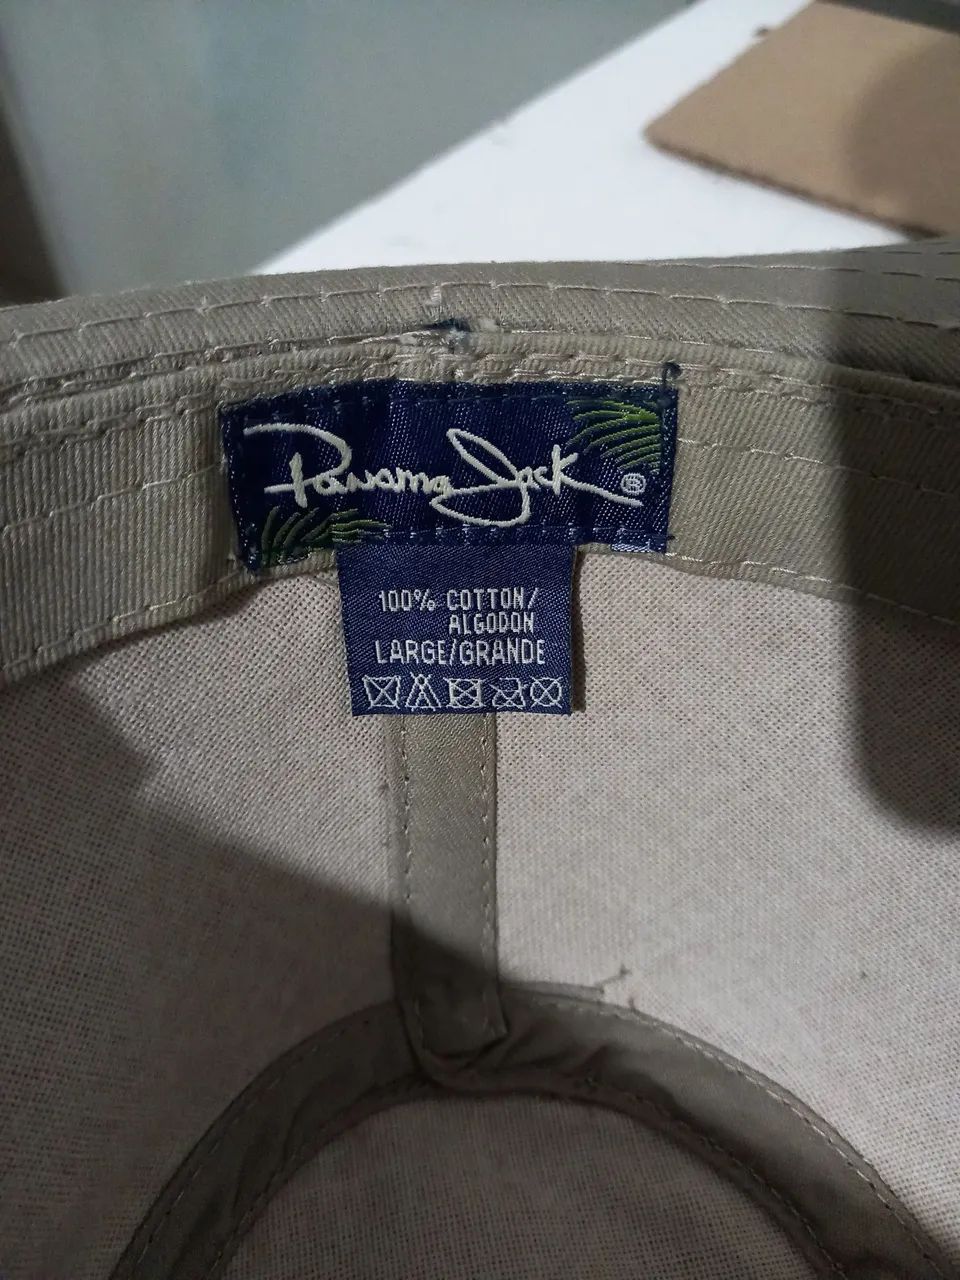 Panama Jack®
100% COTTON/
ALGODON
LARGE/GRANDE